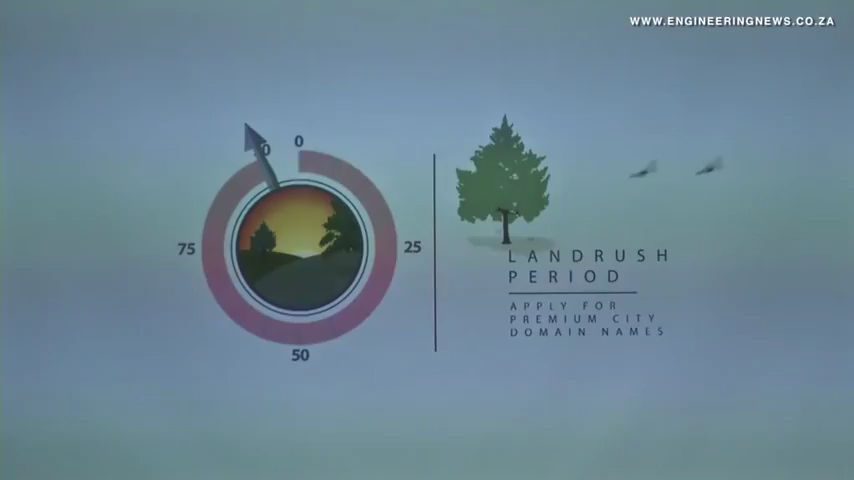 WWW.ENGINEERINGNEWS.CO.ZA
0
75
25
50
LANDRUSH
PERIOD
APPLY FOR
PREMIUM CITY
DOMAIN NAMES